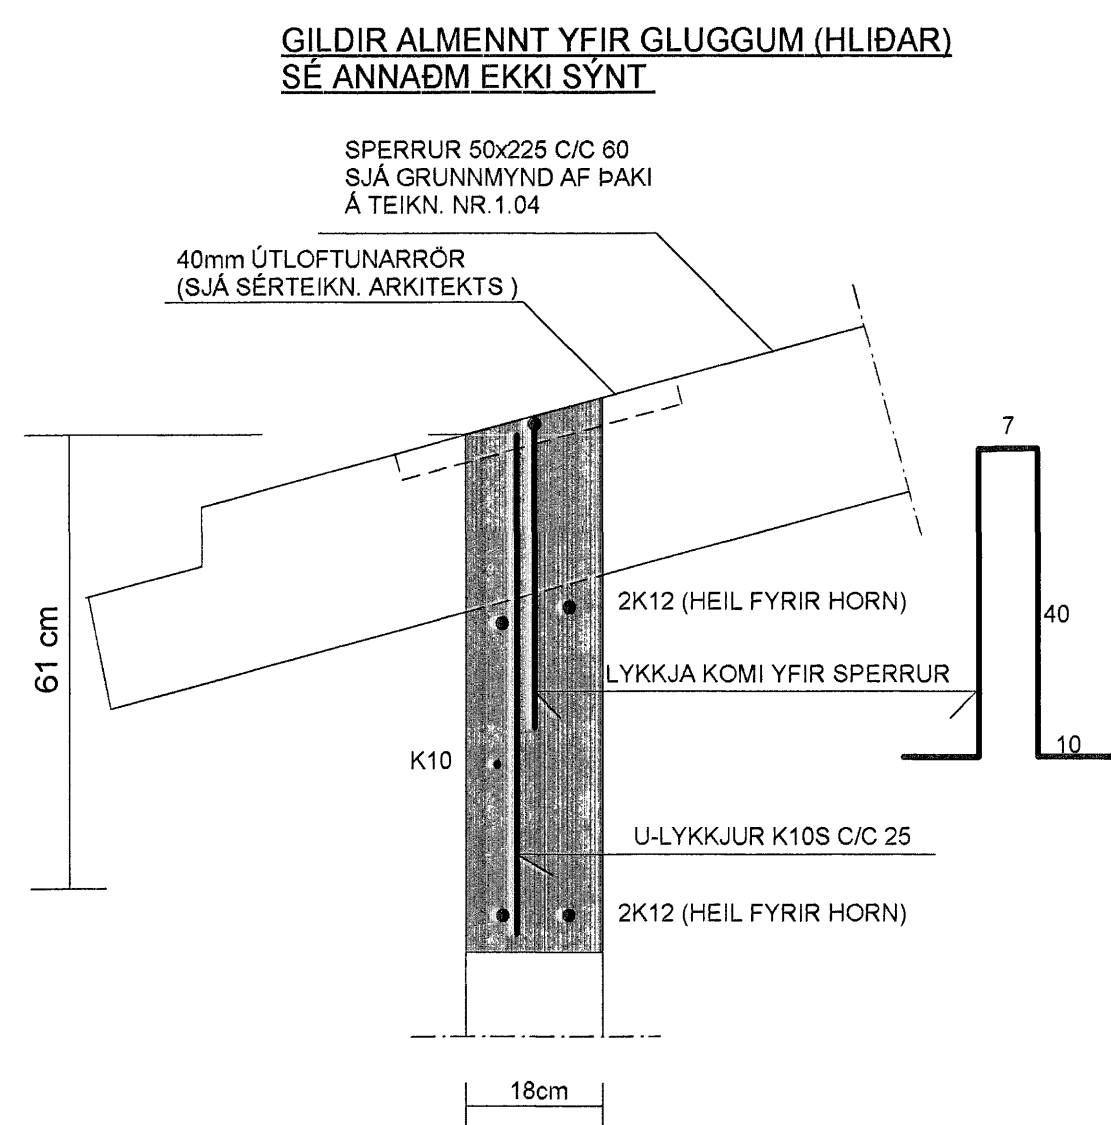 GILDIR ALMENNT YFIR GLUGGUM (HLIÐAR)
SÉ ANNAÐM EKKI SÝNT
SPERRUR 50x225 C/C 60
SJÁ GRUNNMYND AF ÞAKI
Á TEIKN. NR.1.04
40mm ÚTLOFTUNARRÖR
(SJÁ SÉRTEIKN. ARKITEKTS )
7
2K12 (HEIL FYRIR HORN)
40
61 cm
LYKKJA KOMI YFIR SPERRUR
10
K10
U-LYKKJUR K10S C/C 25
2K12 (HEIL FYRIR HORN)
18cm